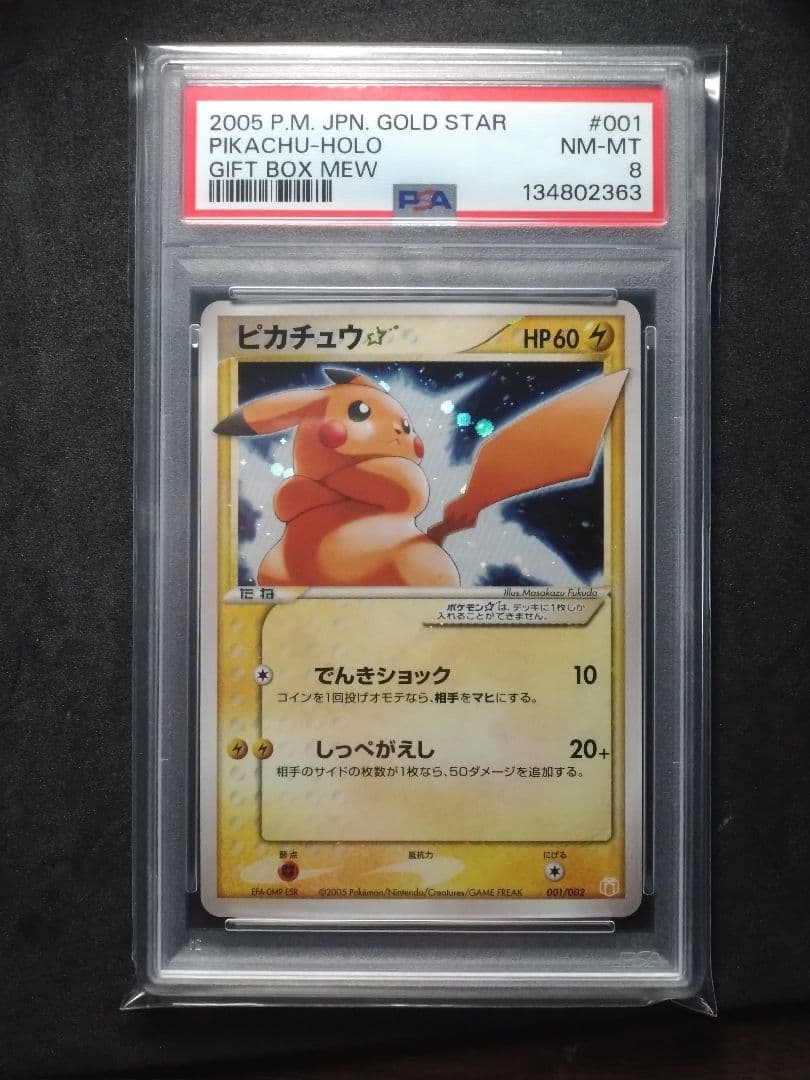 2005 P.M. JPN. GOLD STAR #001
PIKACHU-HOLO NM-MT
GIFT BOX MEW 8
PSA 134802363
ピカチュウ☆ HP60
たね
Illus.Masakazu Fukuda
ポケモン☆は、デッキに1枚しか
入れることができません。
でんきショック 10
コインを1回投げオモテなら、相手をマヒにする。
しっぺがえし 20+
相手のサイドの枚数が1枚なら、50ダメージを追加する。
弱点 抵抗力 にげる
©2005 Pokémon/Nintendo/Creatures/GAME FREAK 001/002